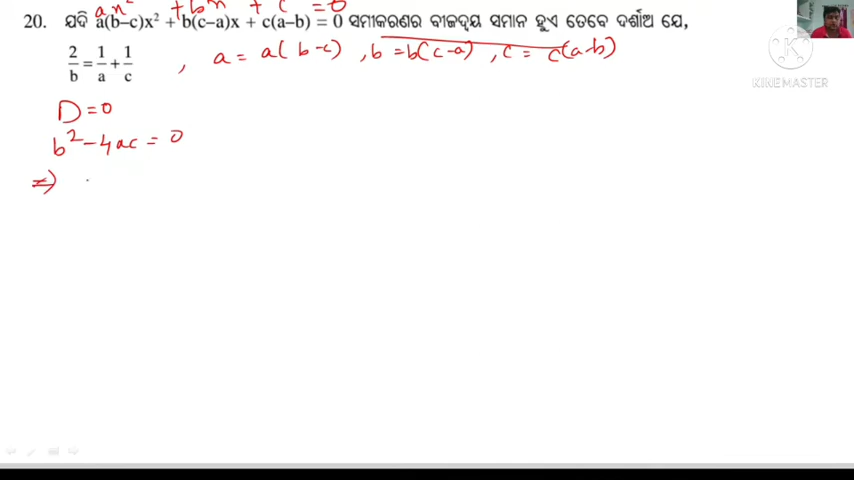 ax² + bx + c = 0
20. ଯଦି a(b–c)x² + b(c–a)x + c(a–b) = 0 ସମୀକରଣର ବୀଜଦ୍ଵୟ ସମାନ ହୁଏ ତେବେ ଦର୍ଶାଅ ଯେ,
2/b = 1/a + 1/c , a = a(b-c) , b = b(c-a) , c = c(a-b)
D = 0
b² - 4ac = 0
⇒
KINEMASTER